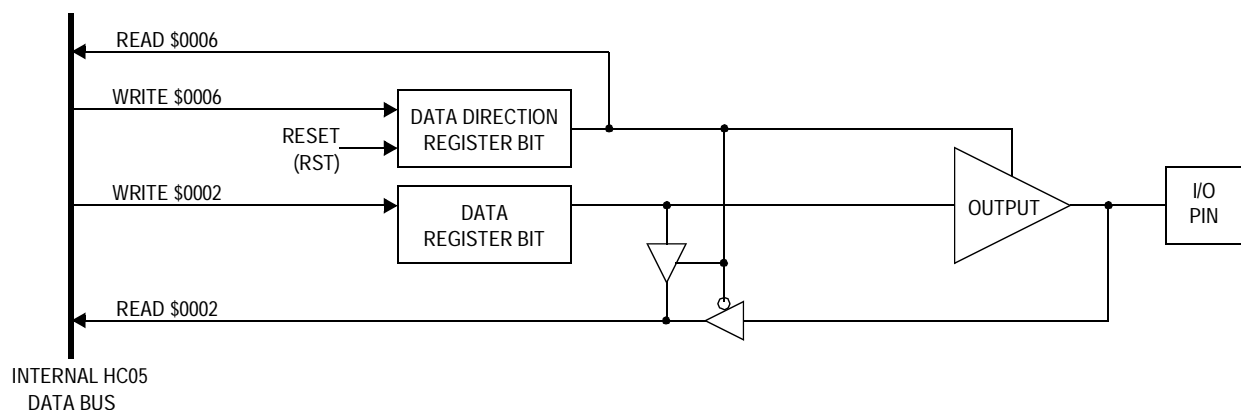 READ $0006
WRITE $0006
DATA DIRECTION
REGISTER BIT
RESET
(RST)
WRITE $0002
DATA
REGISTER BIT
OUTPUT
I/O
PIN
READ $0002
INTERNAL HC05
DATA BUS